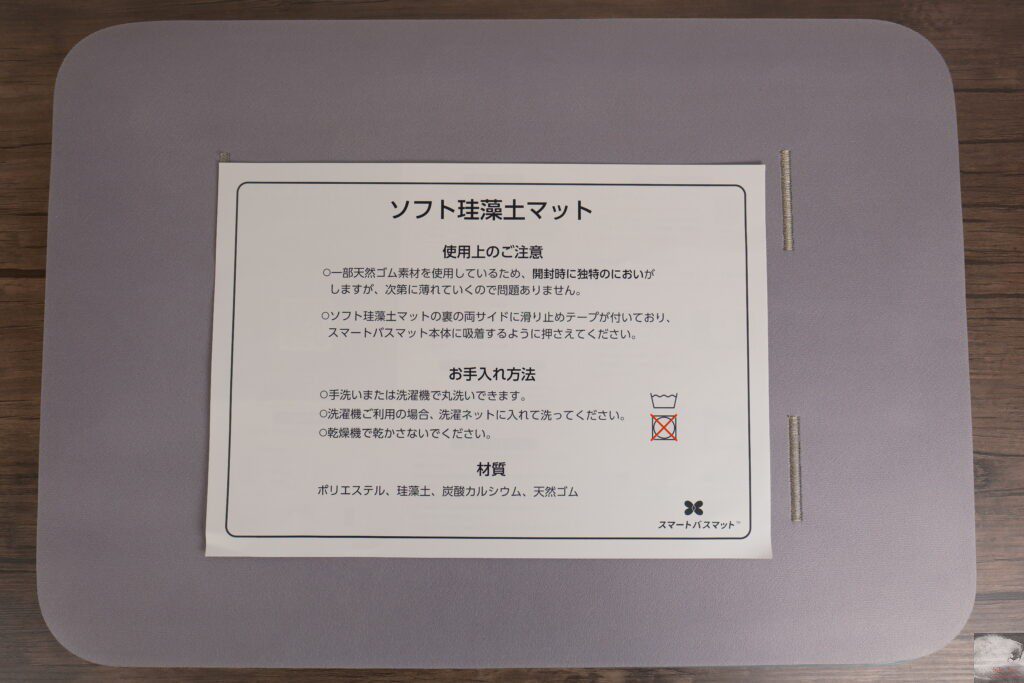 ソフト珪藻土マット
使用上のご注意
○一部天然ゴム素材を使用しているため、開封時に独特のにおいが
しますが、次第に薄れていくので問題ありません。
○ソフト珪藻土マットの裏の両サイドに滑り止めテープが付いており、
スマートバスマット本体に吸着するように押さえてください。
お手入れ方法
○手洗いまたは洗濯機で丸洗いできます。
○洗濯機ご利用の場合、洗濯ネットに入れて洗ってください。
○乾燥機で乾かさないでください。
材質
ポリエステル、珪藻土、炭酸カルシウム、天然ゴム
スマートバスマット™